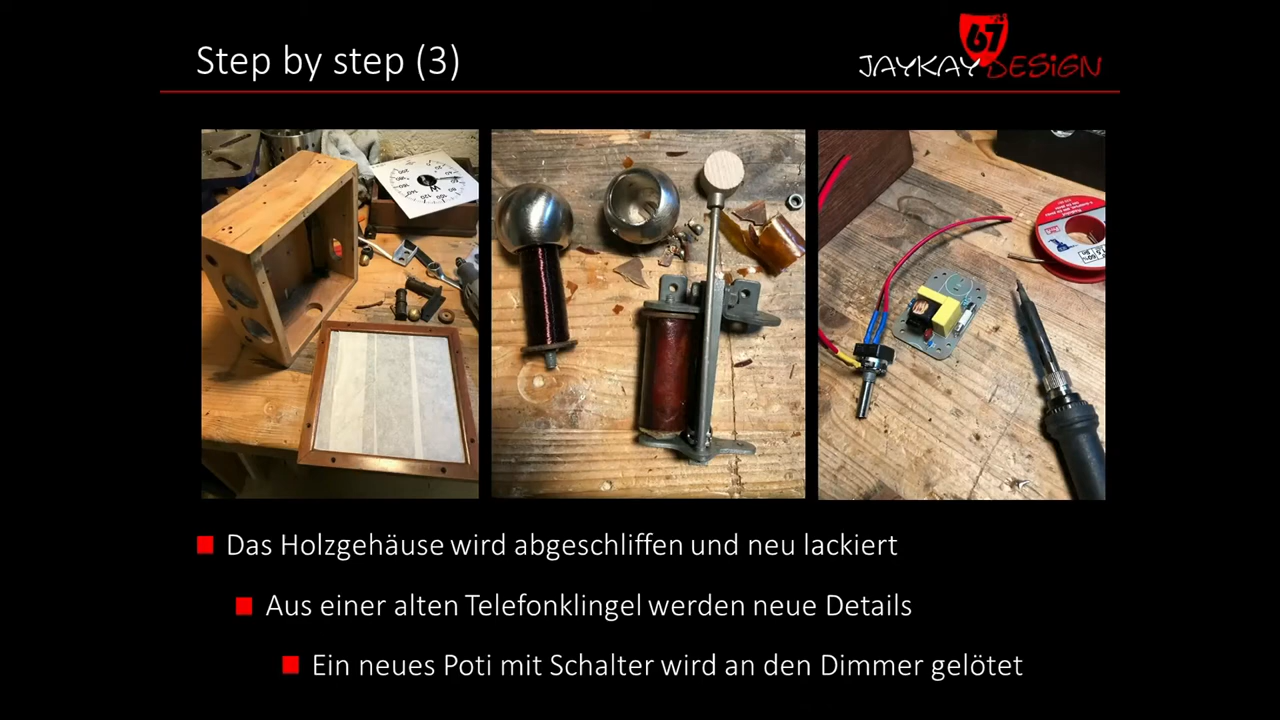 Step by step (3)
67
JAYKAY DESIGN
Das Holzgehäuse wird abgeschliffen und neu lackiert
Aus einer alten Telefonklingel werden neue Details
Ein neues Poti mit Schalter wird an den Dimmer gelötet